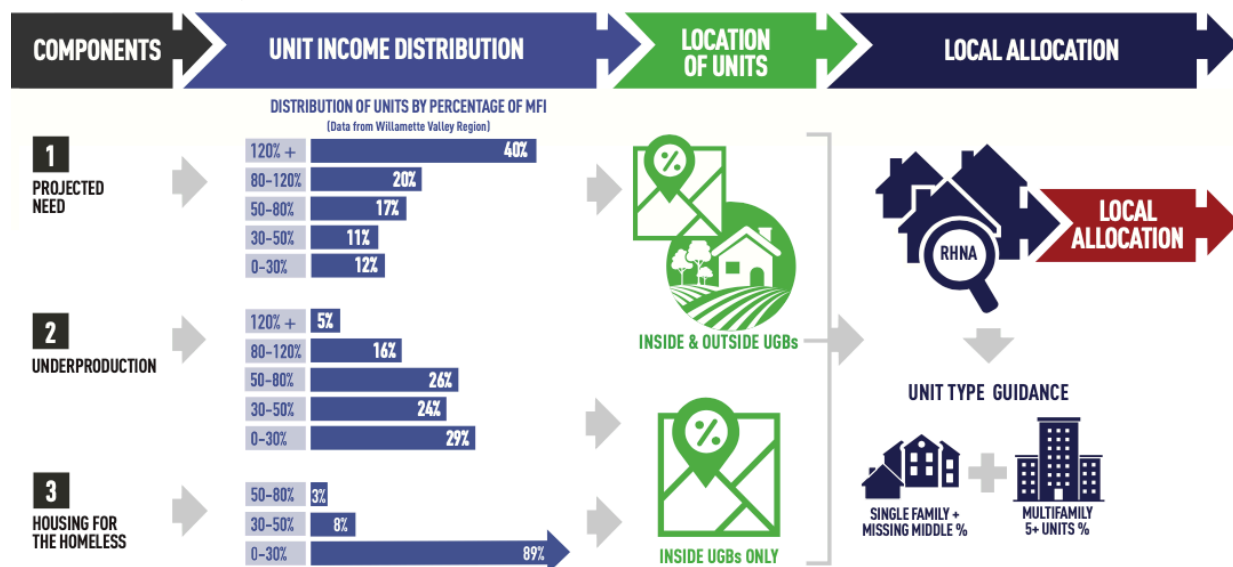 COMPONENTS
UNIT INCOME DISTRIBUTION
LOCATION
OF UNITS
LOCAL ALLOCATION
DISTRIBUTION OF UNITS BY PERCENTAGE OF MFI
(Data from Willamette Valley Region)
1
PROJECTED
NEED
120% + 40%
80-120% 20%
50-80% 17%
30-50% 11%
0-30% 12%
%
INSIDE & OUTSIDE UGBs
RHNA
LOCAL
ALLOCATION
2
UNDERPRODUCTION
120% + 5%
80-120% 16%
50-80% 26%
30-50% 24%
0-30% 29%
3
HOUSING FOR
THE HOMELESS
50-80% 3%
30-50% 8%
0-30% 89%
%
INSIDE UGBs ONLY
UNIT TYPE GUIDANCE
SINGLE FAMILY +
MISSING MIDDLE %
MULTIFAMILY
5+ UNITS %